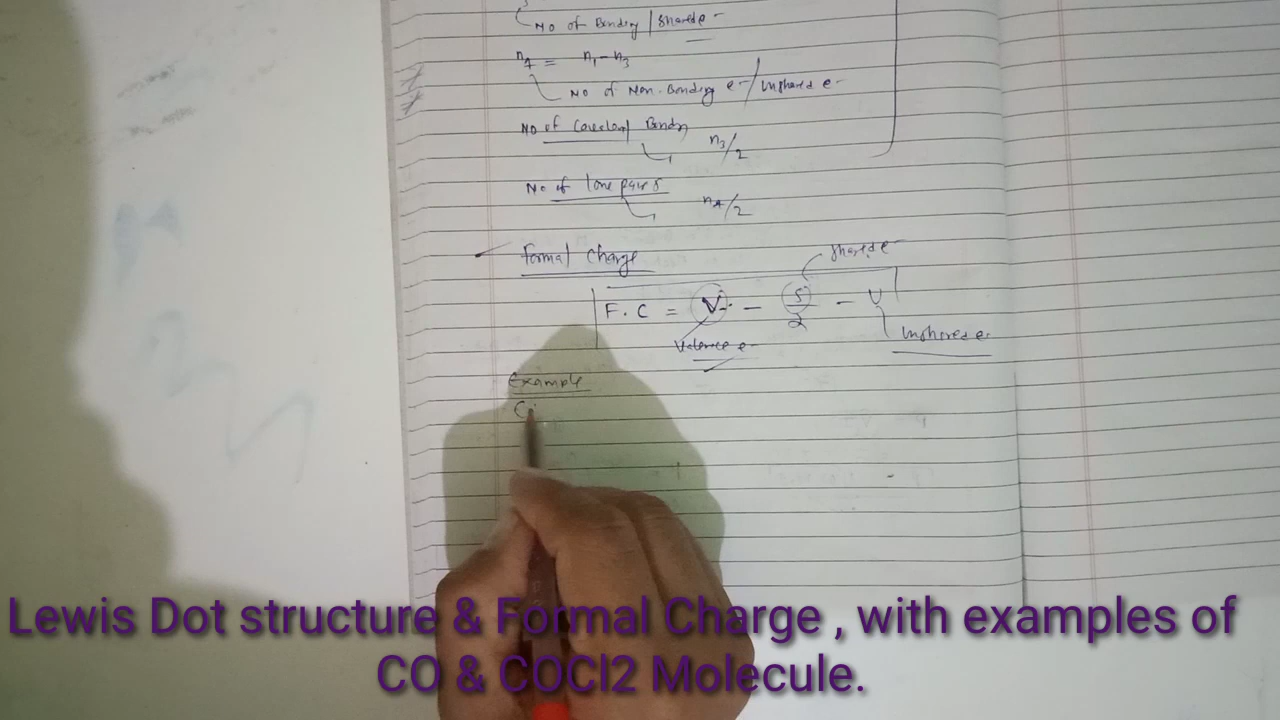 No of Bonding / Shared e-
n4 = n1 - n3
No of Non-Bonding e- / Unshared e-
No of Covalent Bonds
n3/2
No of lone pairs
n4/2
Formal Charge
Shared e-
F.C = V - S/2 - U
Valence e-
Unshared e-
Example
C
Lewis Dot structure & Formal Charge , with examples of
CO & COCl2 Molecule.